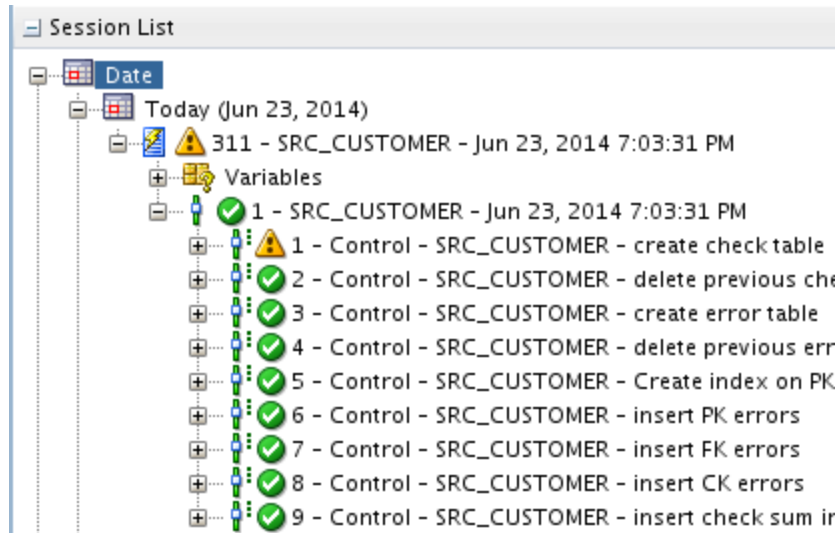 Session List
Date
Today (Jun 23, 2014)
311 - SRC_CUSTOMER - Jun 23, 2014 7:03:31 PM
Variables
1 - SRC_CUSTOMER - Jun 23, 2014 7:03:31 PM
1 - Control - SRC_CUSTOMER - create check table
2 - Control - SRC_CUSTOMER - delete previous che
3 - Control - SRC_CUSTOMER - create error table
4 - Control - SRC_CUSTOMER - delete previous err
5 - Control - SRC_CUSTOMER - Create index on PK
6 - Control - SRC_CUSTOMER - insert PK errors
7 - Control - SRC_CUSTOMER - insert FK errors
8 - Control - SRC_CUSTOMER - insert CK errors
9 - Control - SRC_CUSTOMER - insert check sum in